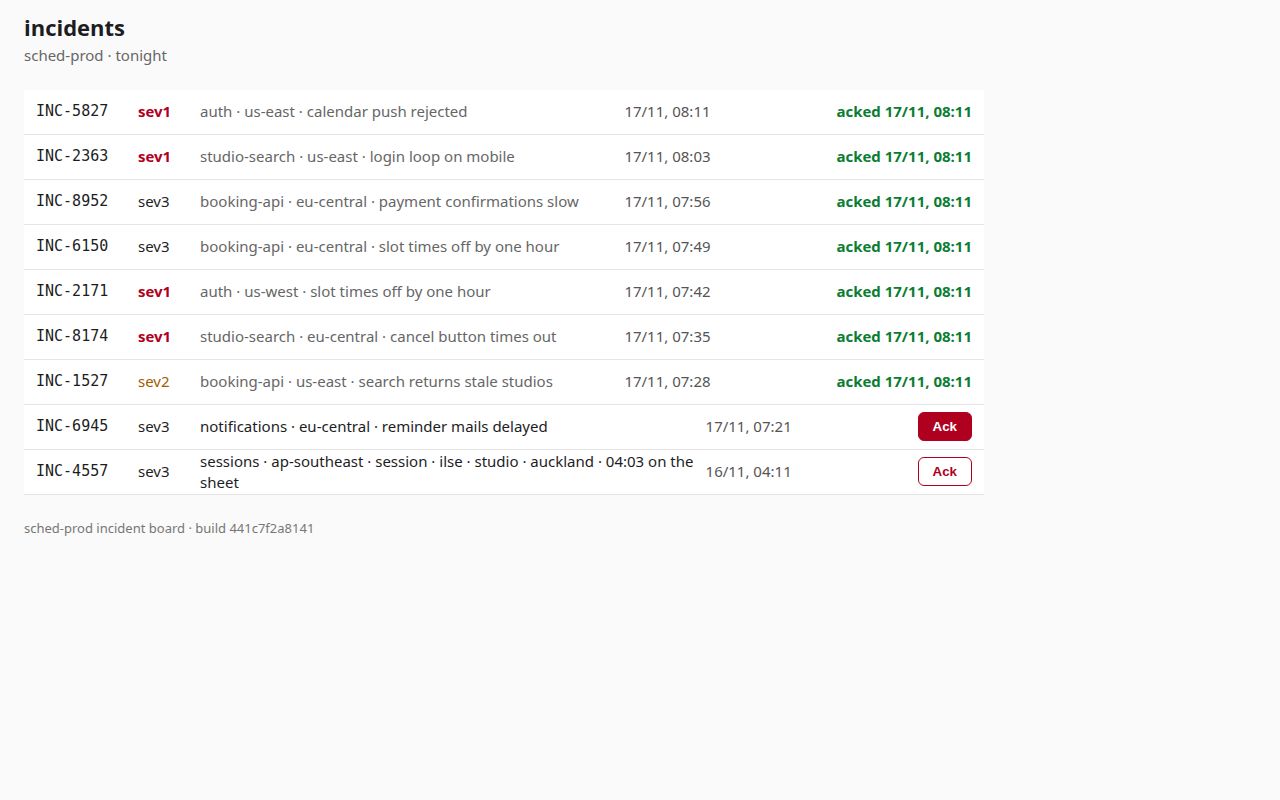 incidents
sched-prod · tonight
INC-5827 sev1 auth · us-east · calendar push rejected 17/11, 08:11 acked 17/11, 08:11
INC-2363 sev1 studio-search · us-east · login loop on mobile 17/11, 08:03 acked 17/11, 08:11
INC-8952 sev3 booking-api · eu-central · payment confirmations slow 17/11, 07:56 acked 17/11, 08:11
INC-6150 sev3 booking-api · eu-central · slot times off by one hour 17/11, 07:49 acked 17/11, 08:11
INC-2171 sev1 auth · us-west · slot times off by one hour 17/11, 07:42 acked 17/11, 08:11
INC-8174 sev1 studio-search · eu-central · cancel button times out 17/11, 07:35 acked 17/11, 08:11
INC-1527 sev2 booking-api · us-east · search returns stale studios 17/11, 07:28 acked 17/11, 08:11
INC-6945 sev3 notifications · eu-central · reminder mails delayed 17/11, 07:21 Ack
INC-4557 sev3 sessions · ap-southeast · session · ilse · studio · auckland · 04:03 on the 16/11, 04:11 Ack
sheet
sched-prod incident board · build 441c7f2a8141